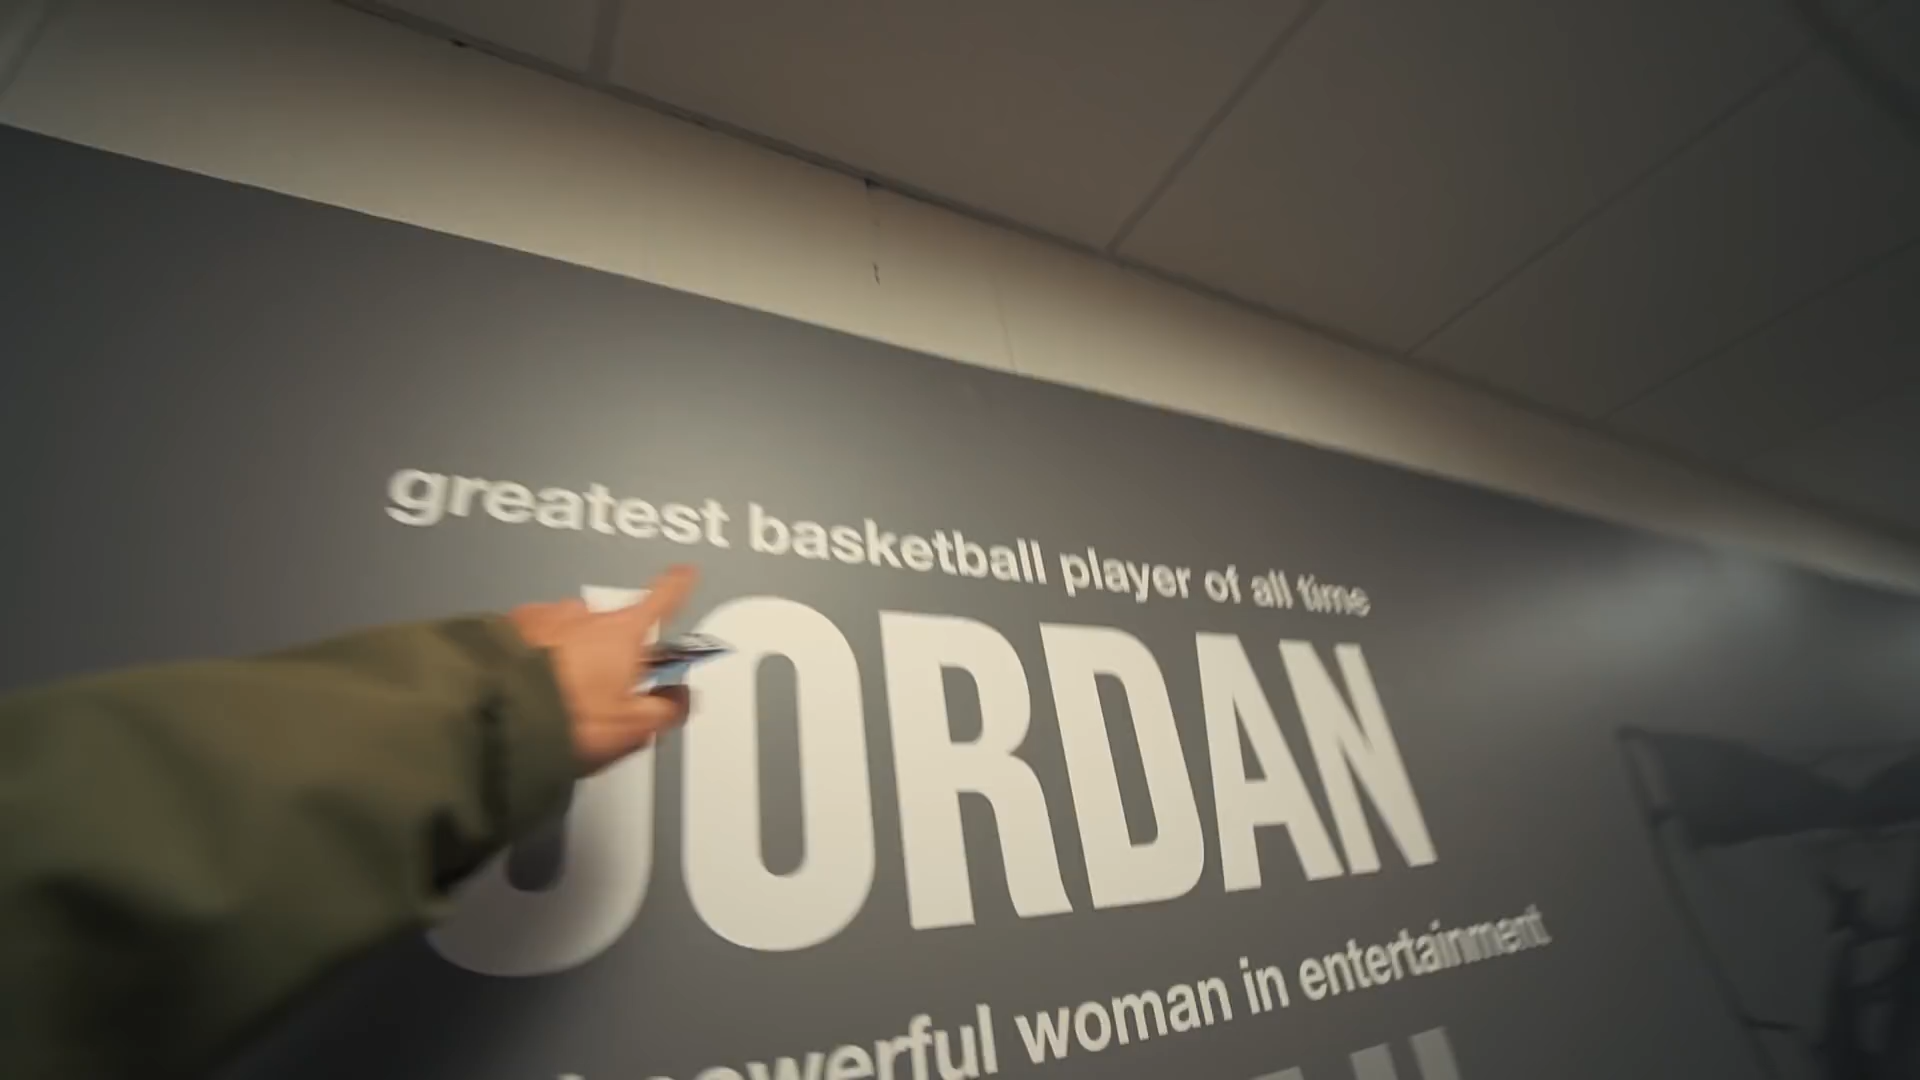 greatest basketball player of all time
JORDAN
powerful woman in entertainment